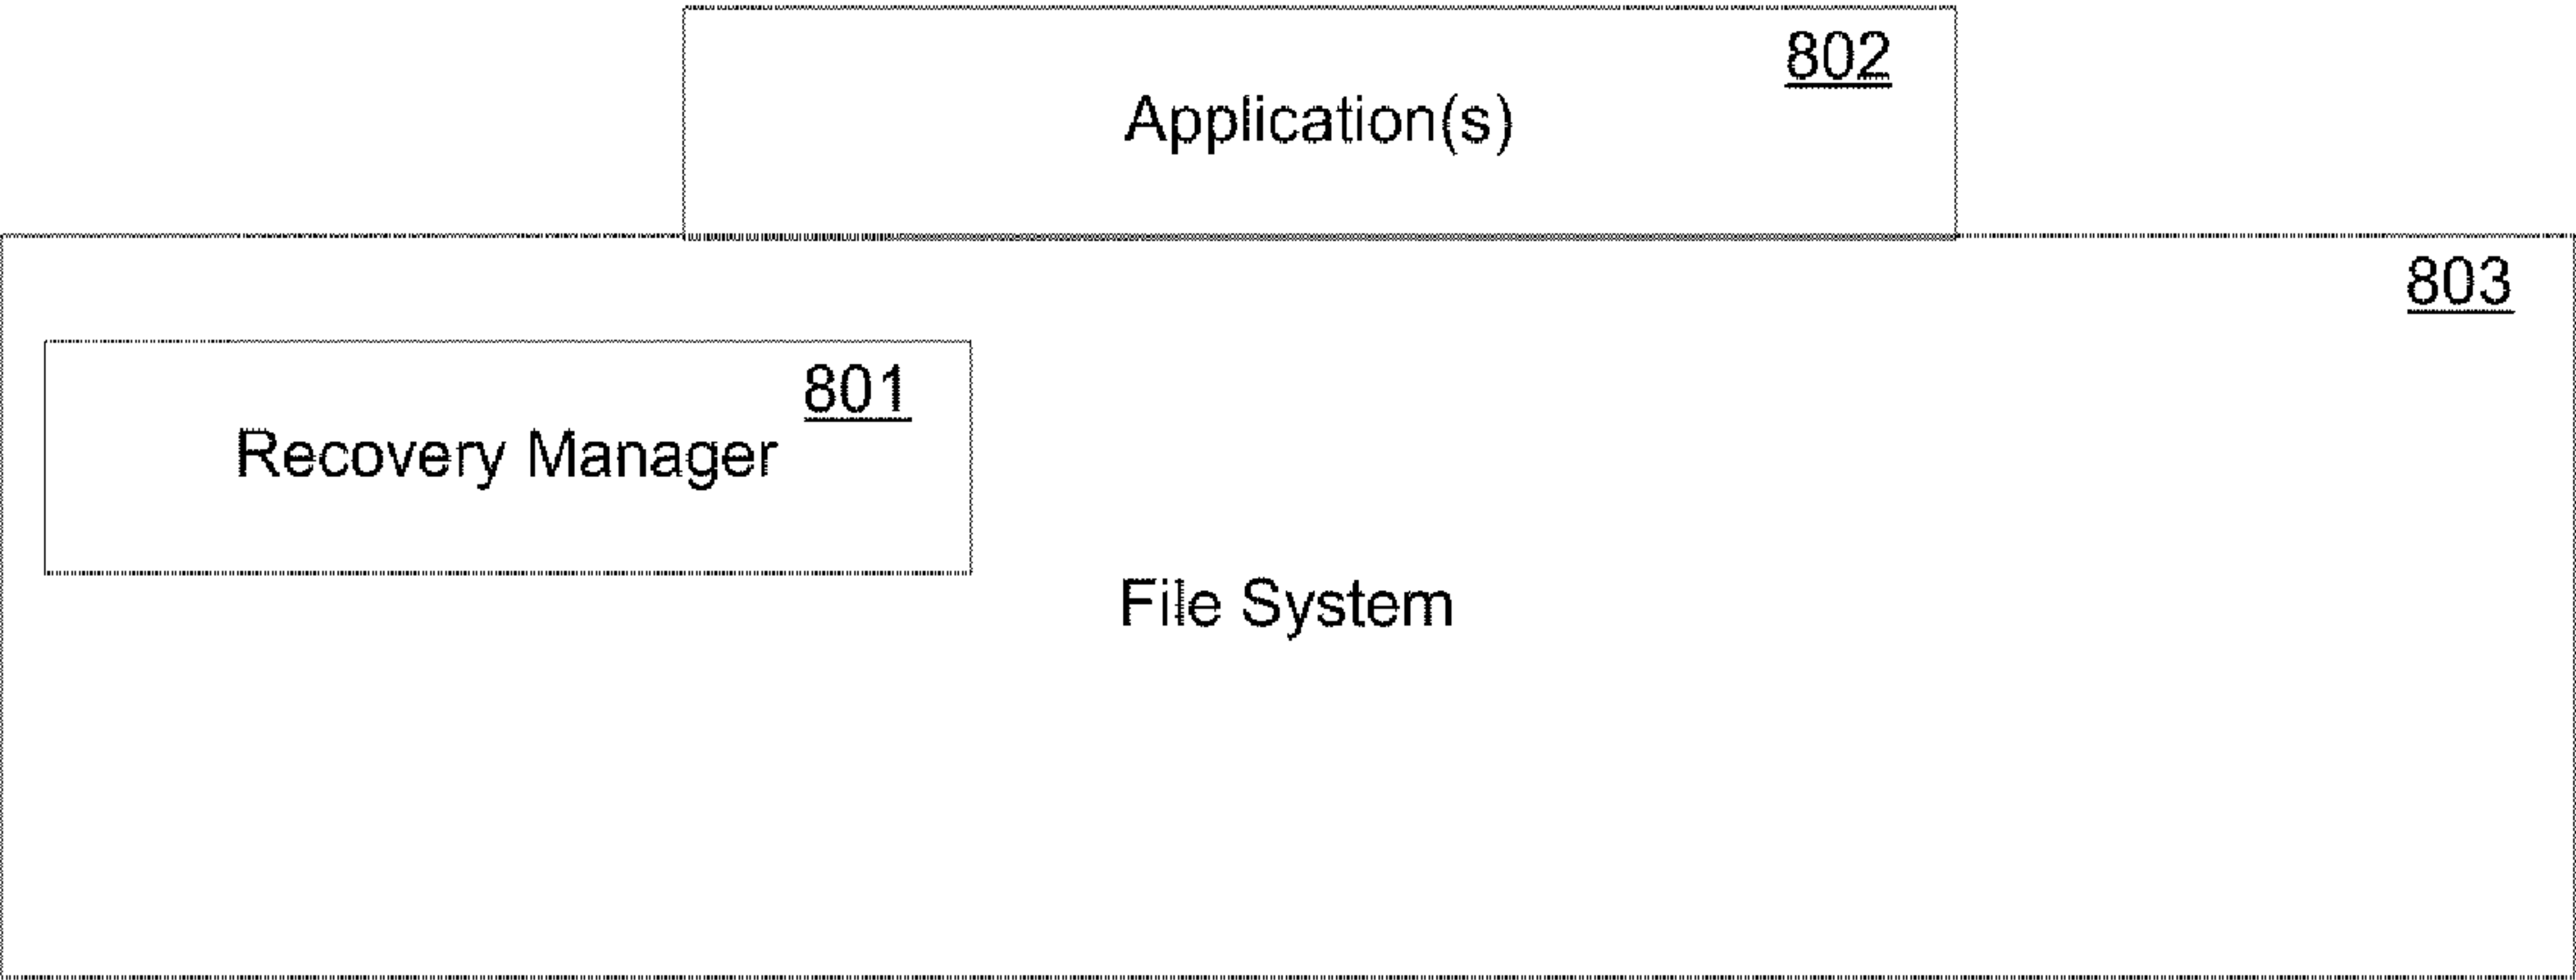 802
Application(s)
803
801
Recovery Manager
File System